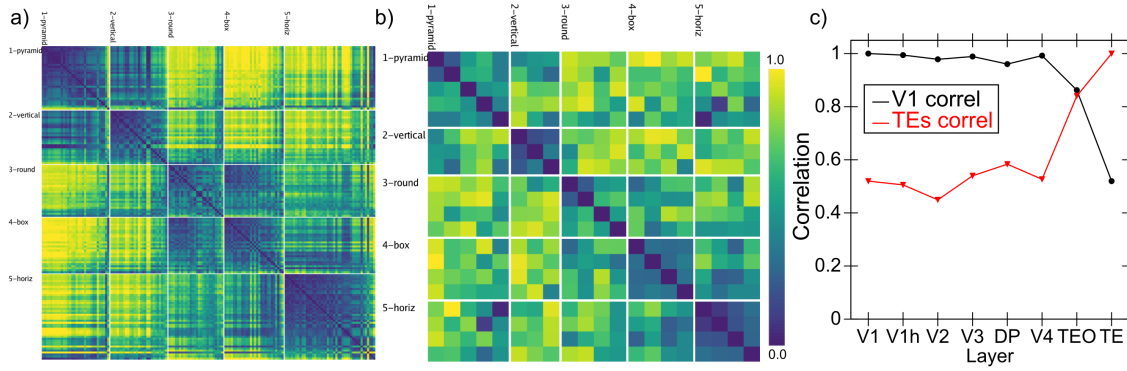 a)
1-pyramid
2-vertical
3-round
4-box
5-horiz
1-pyramid
2-vertical
3-round
4-box
5-horiz
b)
1-pyramid
2-vertical
3-round
4-box
5-horiz
1-pyramid
2-vertical
3-round
4-box
5-horiz
1.0
0.0
c)
1
0.8
0.6
0.4
0.2
0
Correlation
V1 correl
TEs correl
V1 V1h V2 V3 DP V4 TEO TE
Layer